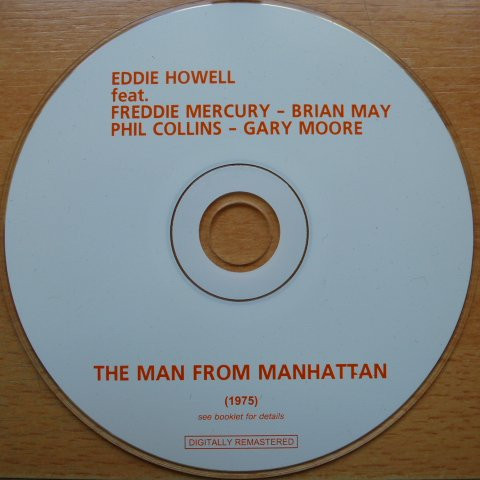 EDDIE HOWELL
feat.
FREDDIE MERCURY - BRIAN MAY
PHIL COLLINS - GARY MOORE
THE MAN FROM MANHATTAN
(1975)
see booklet for details
DIGITALLY REMASTERED